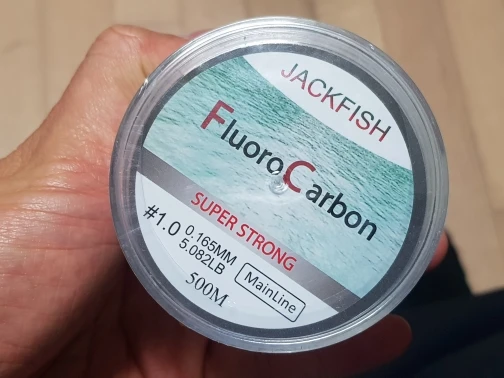 JACKFISH
FluoroCarbon
SUPER STRONG
#1.0 0.165MM
5.082LB
500M MainLine